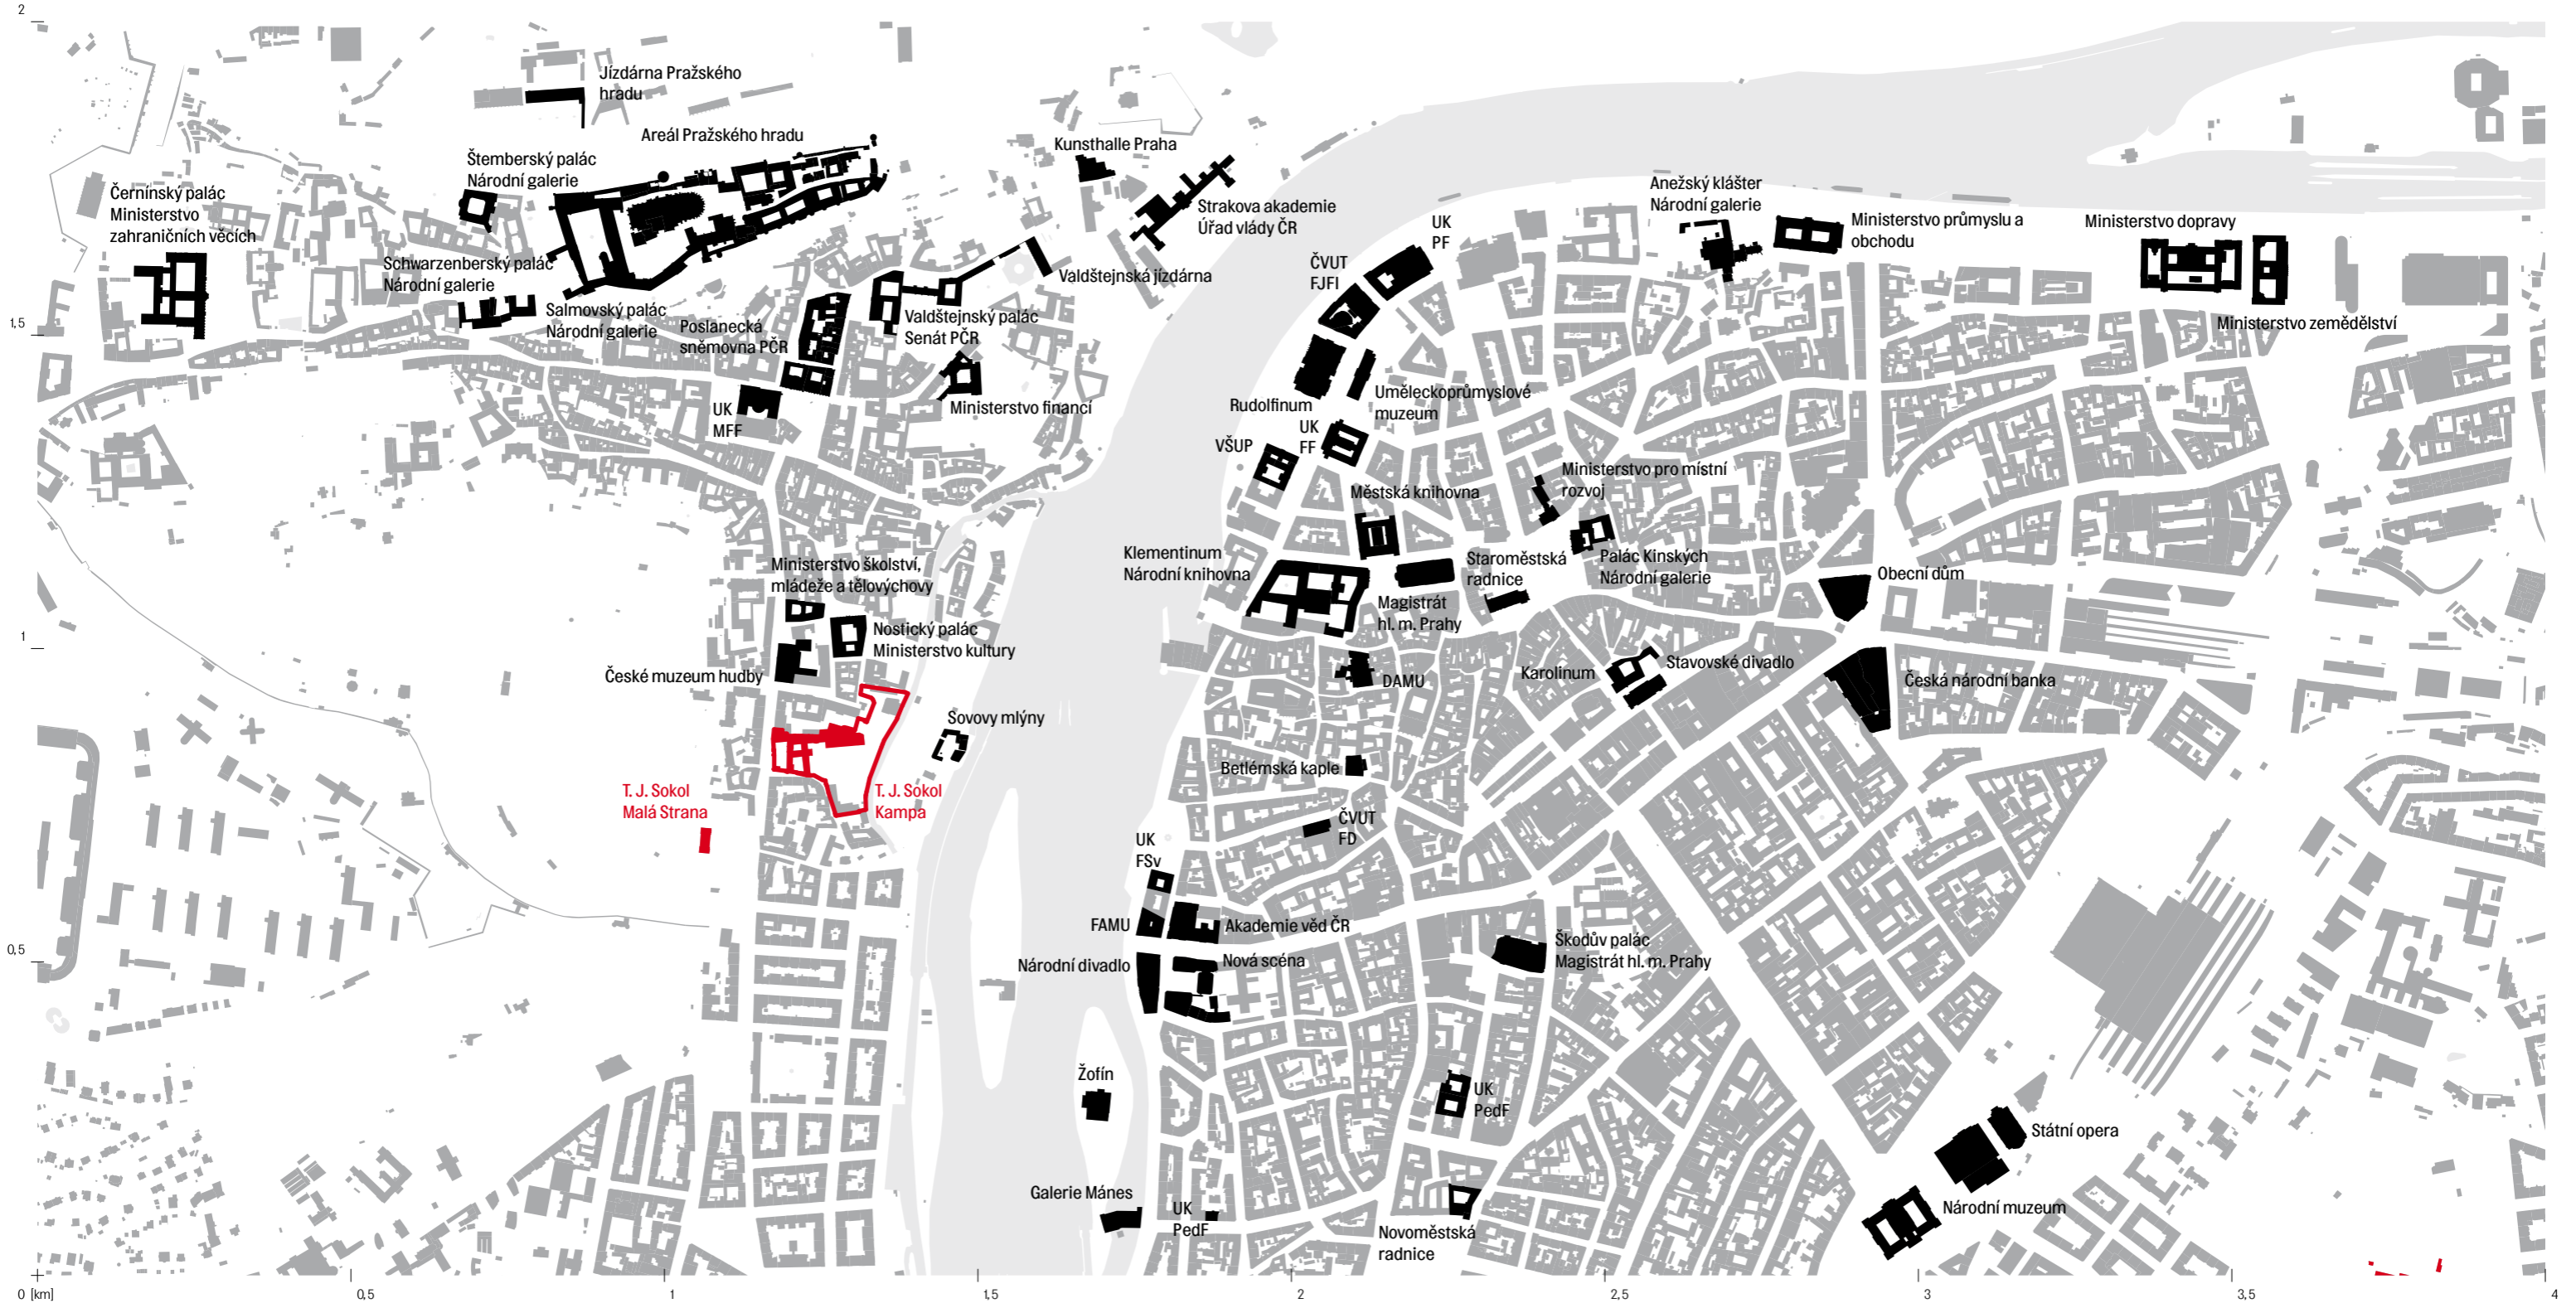 2
Jízdárna Pražského
hradu
Areál Pražského hradu
Kunsthalle Praha
Štemberský palác
Národní galerie
Černínský palác
Ministerstvo
zahraničních věcích
Strakova akademie
Úřad vlády ČR
Anežský klášter
Národní galerie
UK
PF
Ministerstvo průmyslu a
obchodu
Ministerstvo dopravy
Schwarzenberský palác
Národní galerie
ČVUT
FJFI
Valdštejnská jízdárna
Salmovský palác
Národní galerie
Poslanecká
sněmovna PČR
Valdštejnský palác
Senát PČR
Ministerstvo zemědělství
1,5
UK
MFF
Ministerstvo financí
Rudolfinum
Uměleckoprůmyslové
muzeum
VŠUP
UK
FF
Ministerstvo pro místní
rozvoj
Městská knihovna
Klementinum
Národní knihovna
Staroměstská
radnice
Palác Kinských
Národní galerie
Obecní dům
Ministerstvo školství,
mládeže a tělovýchovy
Magistrát
hl. m. Prahy
1
Nostický palác
Ministerstvo kultury
České muzeum hudby
DAMU
Karolinum
Stavovské divadlo
Česká národní banka
Sovovy mlýny
Betlémská kaple
T. J. Sokol
Malá Strana
T. J. Sokol
Kampa
ČVUT
FD
UK
FSv
FAMU
Akademie věd ČR
0,5
Národní divadlo
Nová scéna
Škodův palác
Magistrát hl. m. Prahy
Žofín
UK
PedF
Státní opera
Galerie Mánes
UK
PedF
Novoměstská
radnice
Národní muzeum
0 [km]
0,5
1
1,5
2
2,5
3
3,5
4